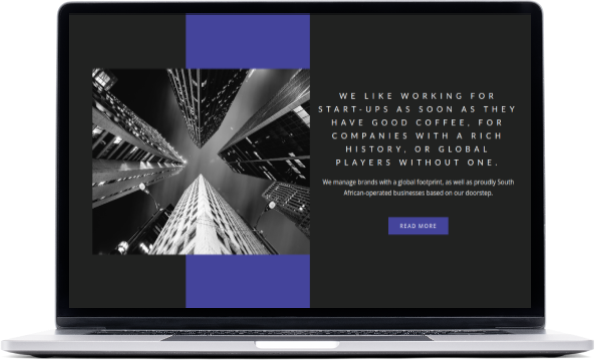 WE LIKE WORKING FOR
START-UPS AS SOON AS THEY
HAVE GOOD COFFEE, FOR
COMPANIES WITH A RICH
HISTORY, OR GLOBAL
PLAYERS WITHOUT ONE.
We manage brands with a global footprint, as well as proudly South
African-operated businesses based on our doorstep.
READ MORE